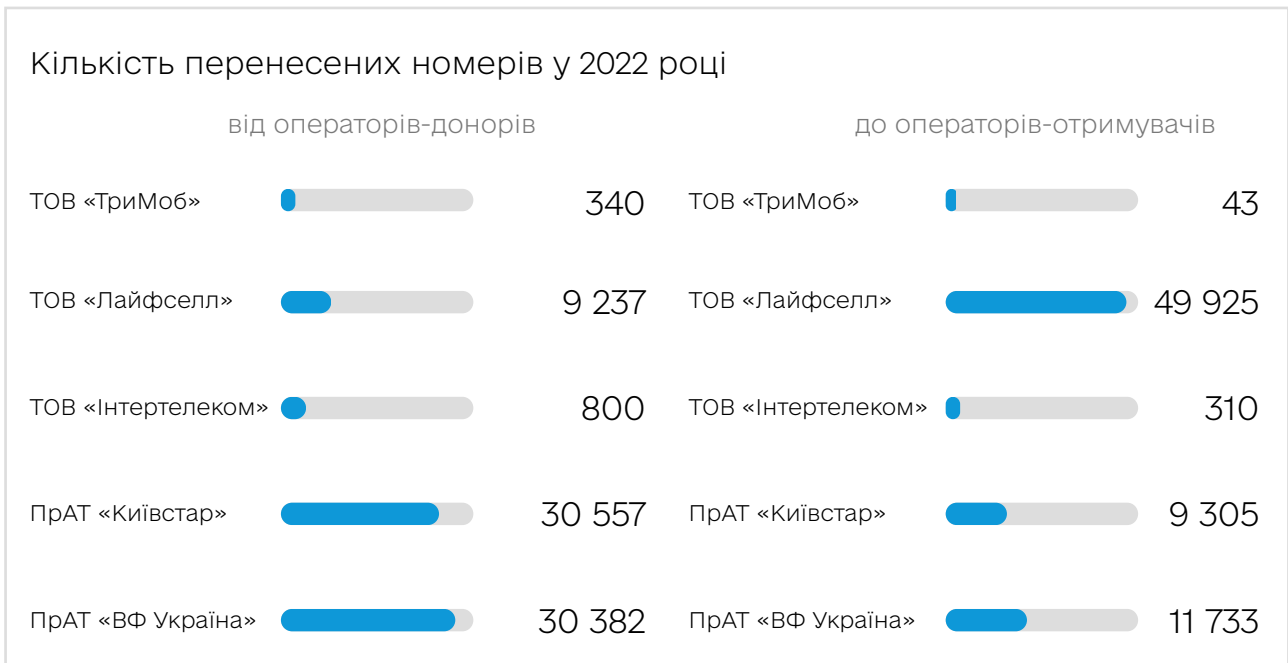 Кількість перенесених номерів у 2022 році
від операторів-донорів
до операторів-отримувачів
ТОВ «ТриМоб» 340 ТОВ «ТриМоб» 43
ТОВ «Лайфселл» 9 237 ТОВ «Лайфселл» 49 925
ТОВ «Інтертелеком» 800 ТОВ «Інтертелеком» 310
ПрАТ «Київстар» 30 557 ПрАТ «Київстар» 9 305
ПрАТ «ВФ Україна» 30 382 ПрАТ «ВФ Україна» 11 733